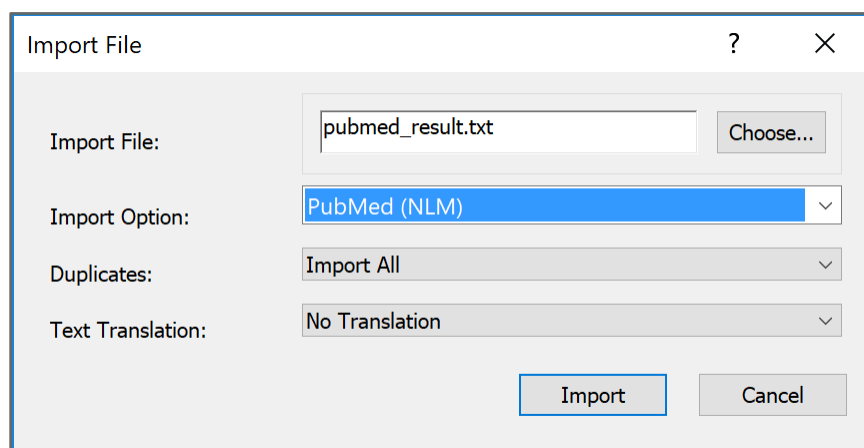 Import File
?
Import File:
pubmed_result.txt
Choose...
Import Option:
PubMed (NLM)
Duplicates:
Import All
Text Translation:
No Translation
Import
Cancel